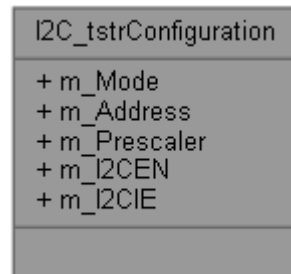 I2C_tstrConfiguration
+ m_Mode
+ m_Address
+ m_Prescaler
+ m_I2CEN
+ m_I2CIE